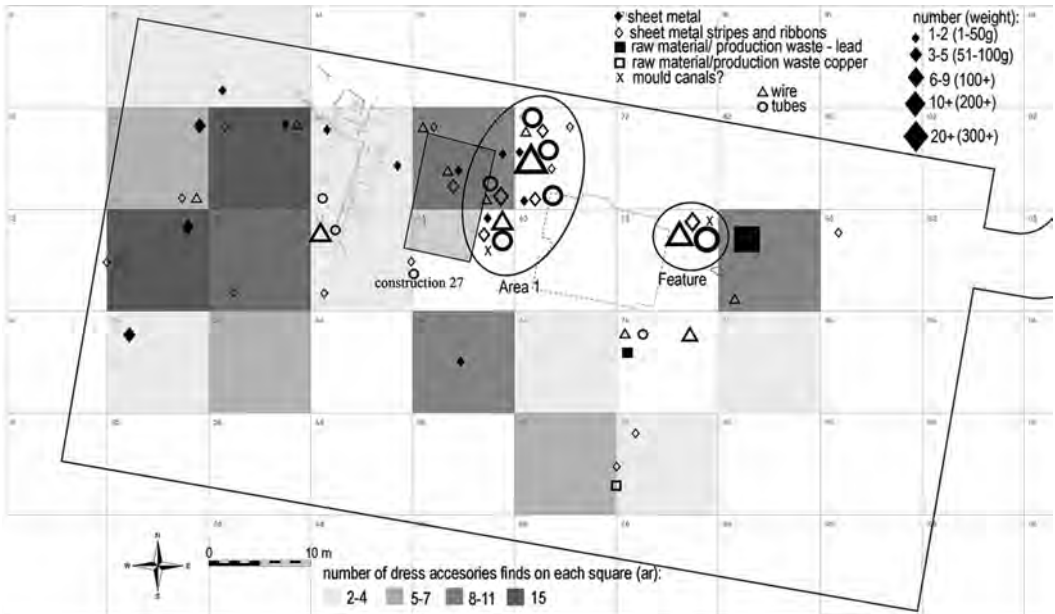 sheet metal
sheet metal stripes and ribbons
raw material/ production waste - lead
raw material/production waste copper
x mould canals?
wire
tubes
number (weight):
1-2 (1-50g)
3-5 (51-100g)
6-9 (100+)
10+ (200+)
20+ (300+)
x
x
construction 27
Area 1
Feature
N
W
E
S
0
10 m
number of dress accesories finds on each square (ar):
2-4
5-7
8-11
15